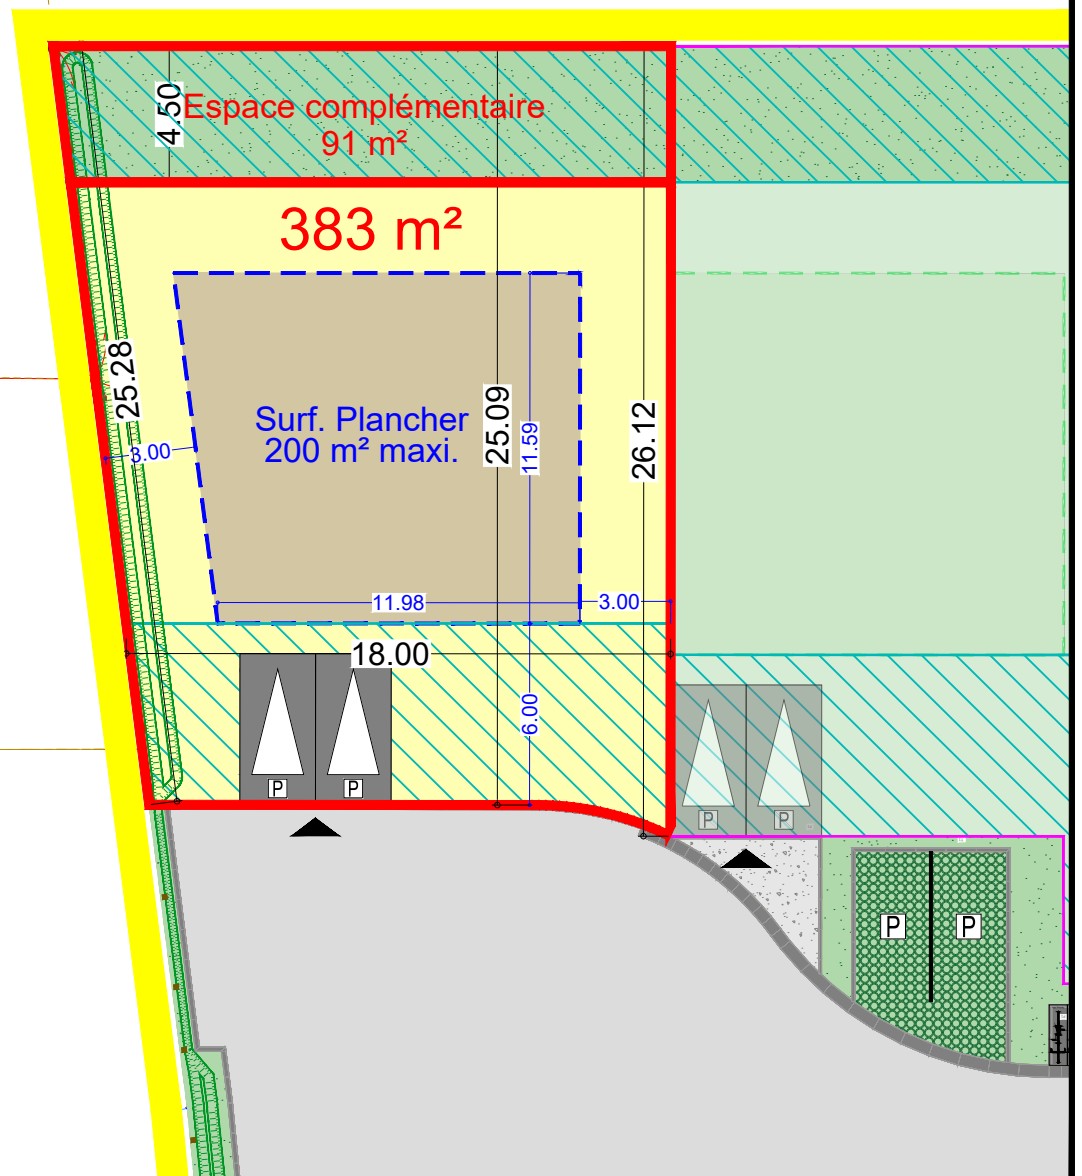 4.50
Espace complémentaire
91 m²
383 m²
25.28
3.00
Surf. Plancher
200 m² maxi.
25.09
11.59
26.12
11.98
3.00
18.00
6.00
P
P
P
P
P
P